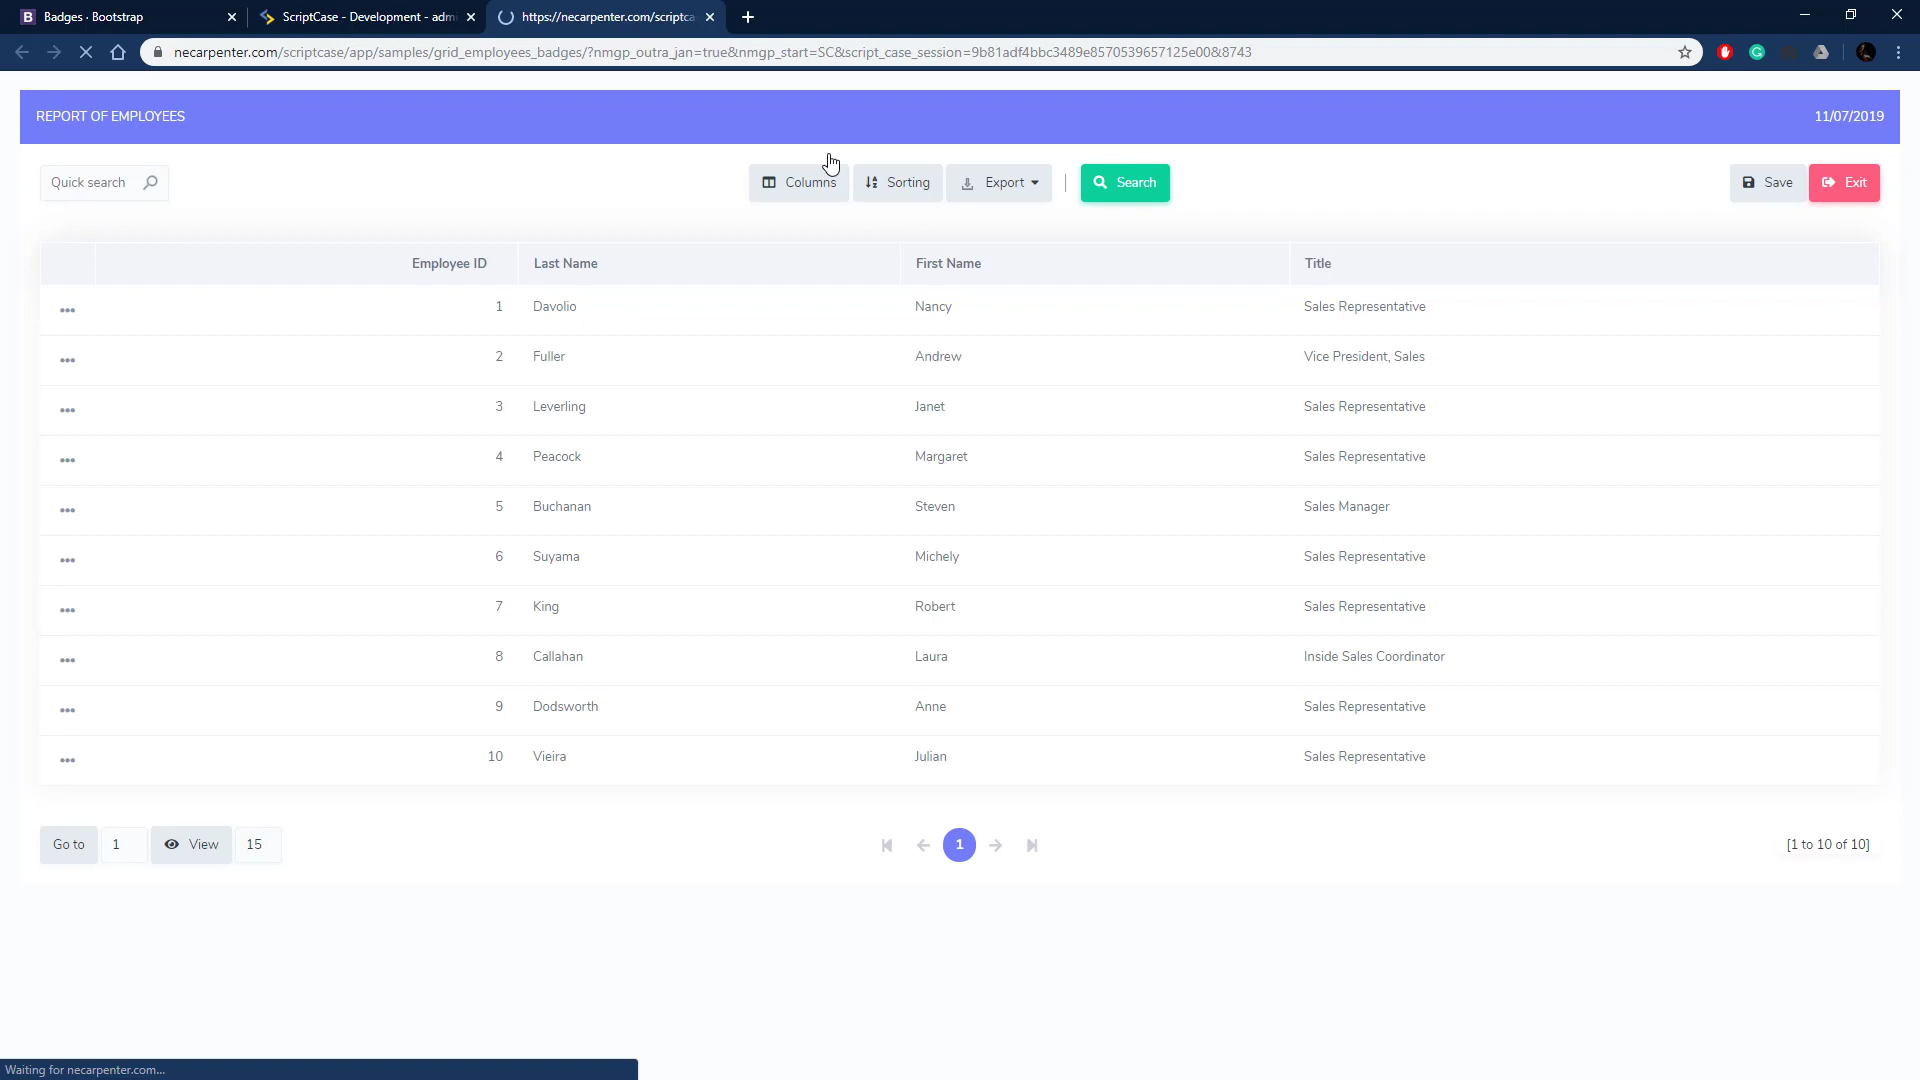 Badges · Bootstrap
ScriptCase - Development - adm
https://necarpenter.com/scriptca
necarpenter.com/scriptcase/app/samples/grid_employees_badges/?nmgp_outra_jan=true&nmgp_start=SC&script_case_session=9b81adf4bbc3489e8570539657125e00&8743
REPORT OF EMPLOYEES 11/07/2019
Quick search Columns Sorting Export Search Save Exit
Employee ID Last Name First Name Title
1 Davolio Nancy Sales Representative
2 Fuller Andrew Vice President, Sales
3 Leverling Janet Sales Representative
4 Peacock Margaret Sales Representative
5 Buchanan Steven Sales Manager
6 Suyama Michely Sales Representative
7 King Robert Sales Representative
8 Callahan Laura Inside Sales Coordinator
9 Dodsworth Anne Sales Representative
10 Vieira Julian Sales Representative
Go to 1 View 15 1 [1 to 10 of 10]
Waiting for necarpenter.com...